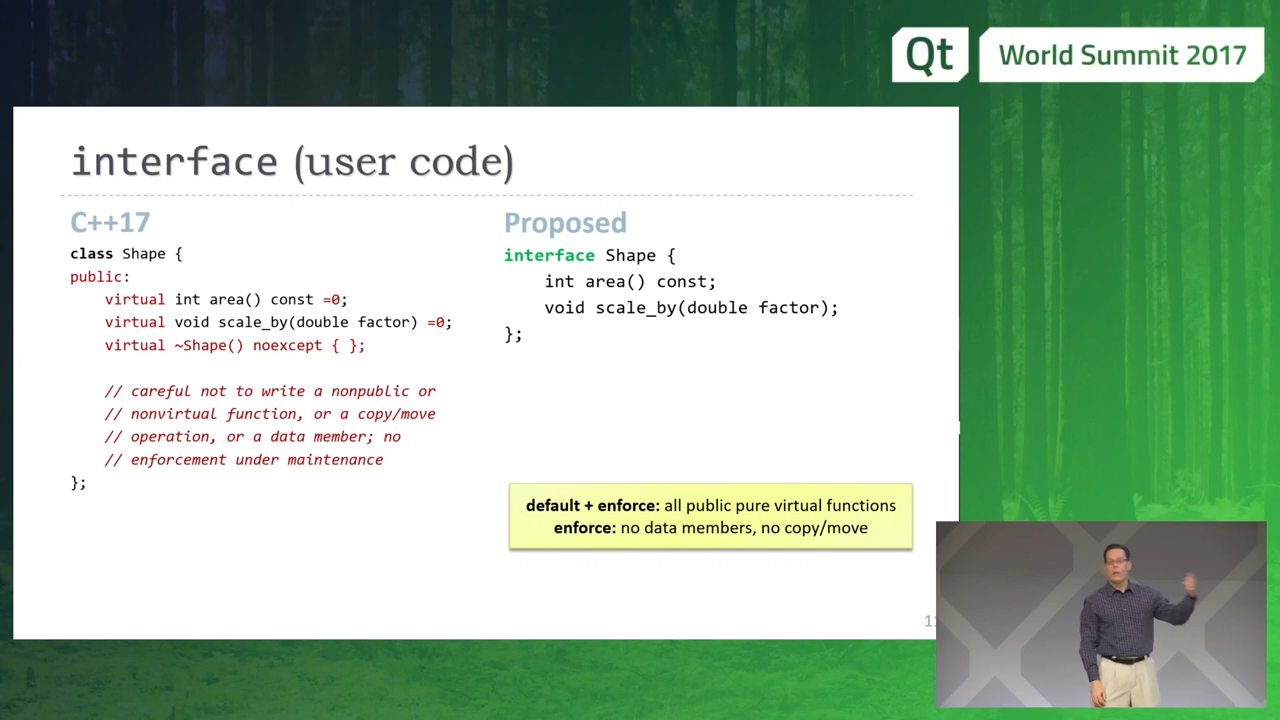 Qt World Summit 2017
interface (user code)
C++17
class Shape {
public:
    virtual int area() const =0;
    virtual void scale_by(double factor) =0;
    virtual ~Shape() noexcept { };
    // careful not to write a nonpublic or
    // nonvirtual function, or a copy/move
    // operation, or a data member; no
    // enforcement under maintenance
};
Proposed
interface Shape {
    int area() const;
    void scale_by(double factor);
};
default + enforce: all public pure virtual functions
enforce: no data members, no copy/move